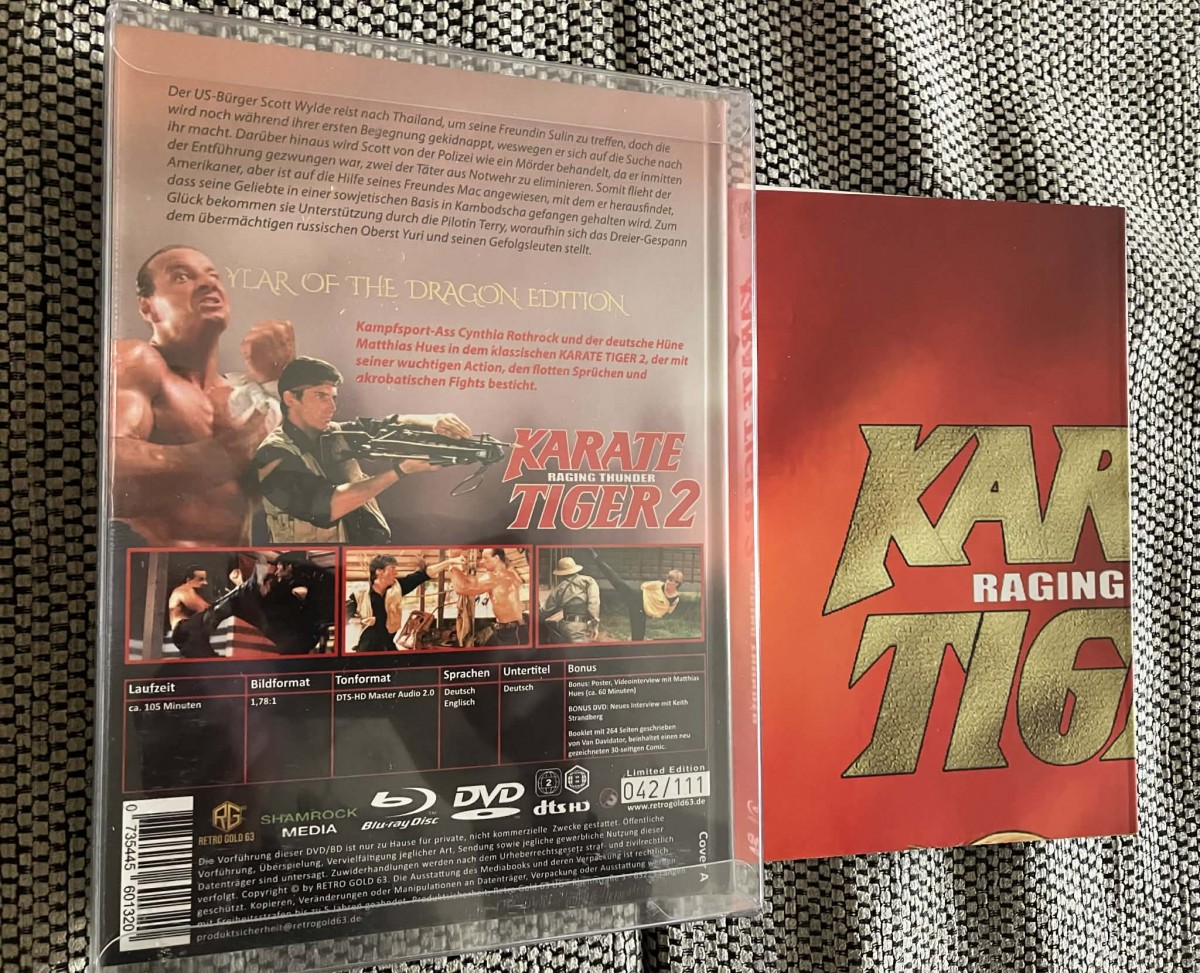 Der US-Bürger Scott Wylde reist nach Thailand, um seine Freundin Sulin zu treffen, doch die
wird noch während ihrer ersten Begegnung gekidnappt, weswegen er sich auf die Suche nach
ihr macht. Darüber hinaus wird Scott von der Polizei wie ein Mörder behandelt, da er inmitten
der Entführung gezwungen war, zwei der Täter aus Notwehr zu eliminieren. Somit flieht der
Amerikaner, aber ist auf die Hilfe seines Freundes Mac angewiesen, mit dem er herausfindet,
dass seine Geliebte in einer sowjetischen Basis in Kambodscha gefangen gehalten wird. Zum
Glück bekommen sie Unterstützung durch die Pilotin Terry, woraufhin sich das Dreier-Gespann
dem übermächtigen russischen Oberst Yuri und seinen Gefolgsleuten stellt.
YEAR OF THE DRAGON EDITION
Kampfsport-Ass Cynthia Rothrock und der deutsche Hüne
Matthias Hues in dem klassischen KARATE TIGER 2, der mit
seiner wuchtigen Action, den flotten Sprüchen und
akrobatischen Fights besticht.
KARATE
RAGING THUNDER
TIGER 2
Laufzeit
ca. 105 Minuten
Bildformat
1,78:1
Tonformat
DTS-HD Master Audio 2.0
Sprachen
Deutsch
Englisch
Untertitel
Deutsch
Bonus
Bonus: Poster, Videointerview mit Matthias
Hues (ca. 60 Minuten)
BONUS DVD: Neues Interview mit Keith
Strandberg
Booklet mit 264 Seiten geschrieben
von Van Davidator, beinhaltet einen neu
gezeichneten 30-seitigen Comic.
RG
RETRO GOLD 63
SHAMROCK
MEDIA
Blu-ray Disc
DVD
2
B
dts HD
Limited Edition
042/111
www.retrogold63.de
Cover A
0 735445 601320
Die Vorführung dieser DVD/BD ist nur zu Hause für private, nicht kommerzielle Zwecke gestattet. Öffentliche
Vorführung, Überspielung, Vervielfältigung jeglicher Art, Sendung sowie jegliche gewerbliche Nutzung dieser
Datenträger sind untersagt. Zuwiderhandlungen werden nach dem Urheberrechtsgesetz straf- und zivilrechtlich
verfolgt. Copyright © by RETRO GOLD 63. Die Ausstattung des Mediabooks und deren Verpackung ist rechtlich
geschützt. Kopieren, Veränderungen oder Manipulationen an Datenträger, Verpackung oder Ausstattung werden
mit Freiheitsstrafen bis zu 5 Jahren geahndet.
produktsicherheit@retrogold63.de
KAR
RAGING
TIG